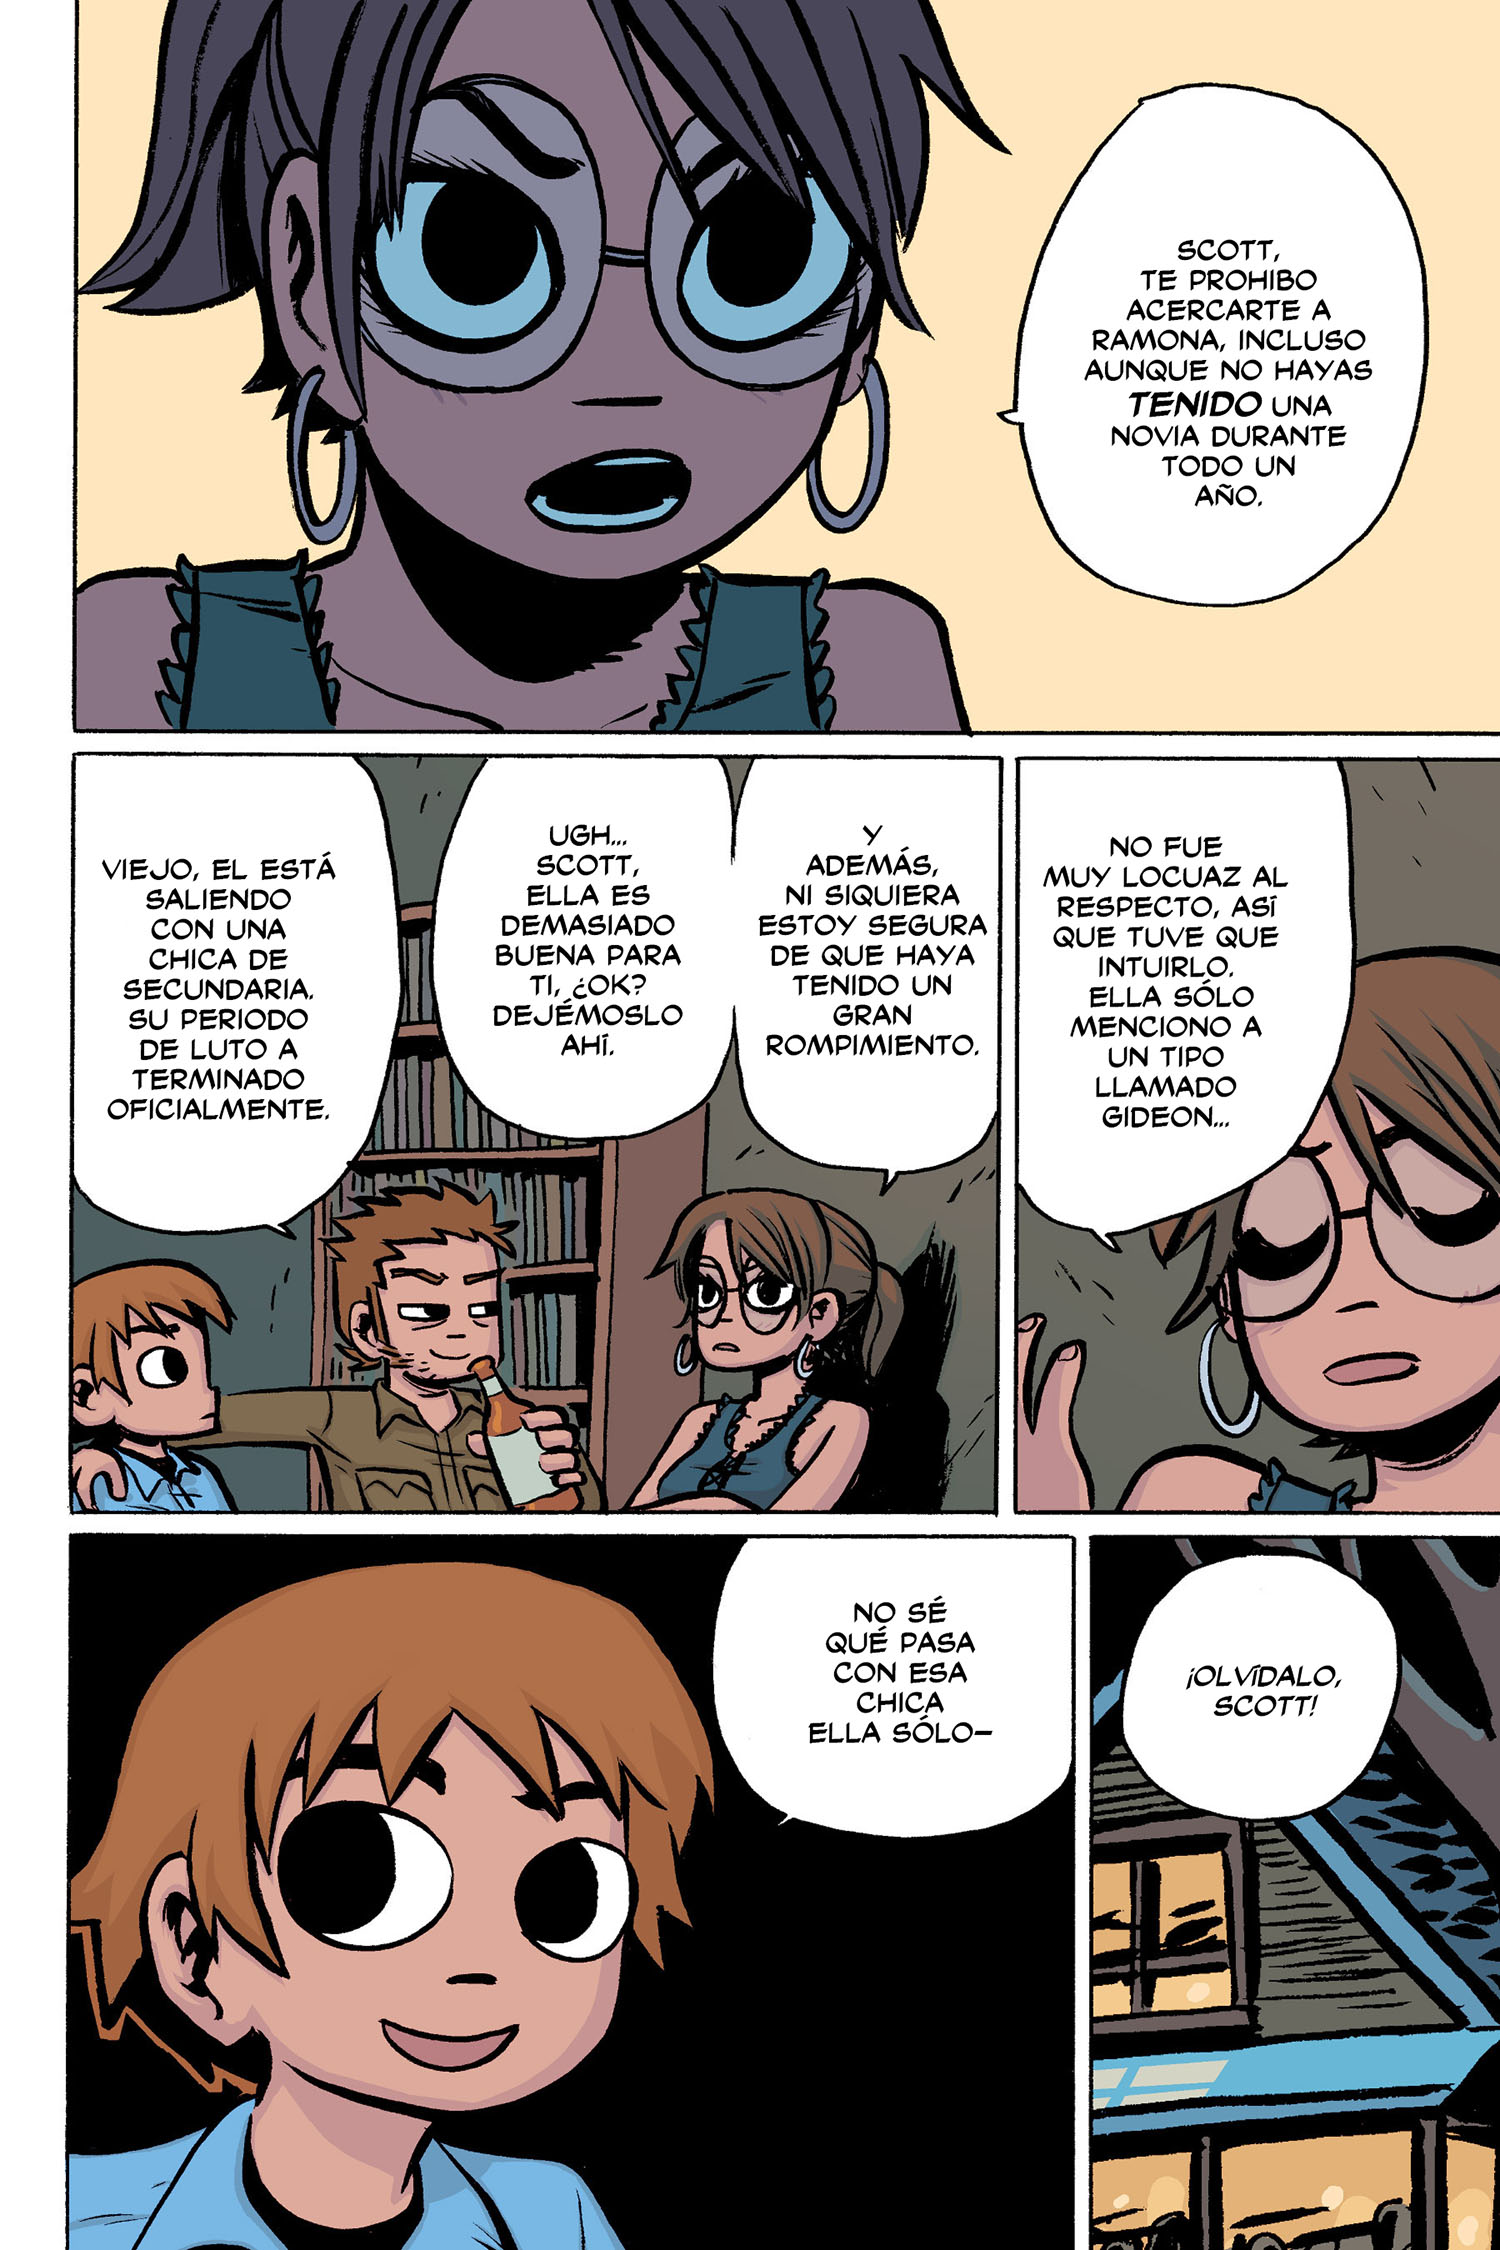 SCOTT,
TE PROHIBO
ACERCARTE A
RAMONA, INCLUSO
AUNQUE NO HAYAS
TENIDO UNA
NOVIA DURANTE
TODO UN
AÑO.
VIEJO, EL ESTÁ
SALIENDO
CON UNA
CHICA DE
SECUNDARIA.
SU PERIODO
DE LUTO A
TERMINADO
OFICIALMENTE.
UGH...
SCOTT,
ELLA ES
DEMASIADO
BUENA PARA
TI, ¿OK?
DEJÉMOSLO
AHÍ.
Y
ADEMÁS,
NI SIQUIERA
ESTOY SEGURA
DE QUE HAYA
TENIDO UN
GRAN
ROMPIMIENTO.
NO FUE
MUY LOCUAZ AL
RESPECTO, ASÍ
QUE TUVE QUE
INTUIRLO.
ELLA SÓLO
MENCIONO A
UN TIPO
LLAMADO
GIDEON...
NO SÉ
QUÉ PASA
CON ESA
CHICA
ELLA SÓLO—
¡OLVÍDALO,
SCOTT!